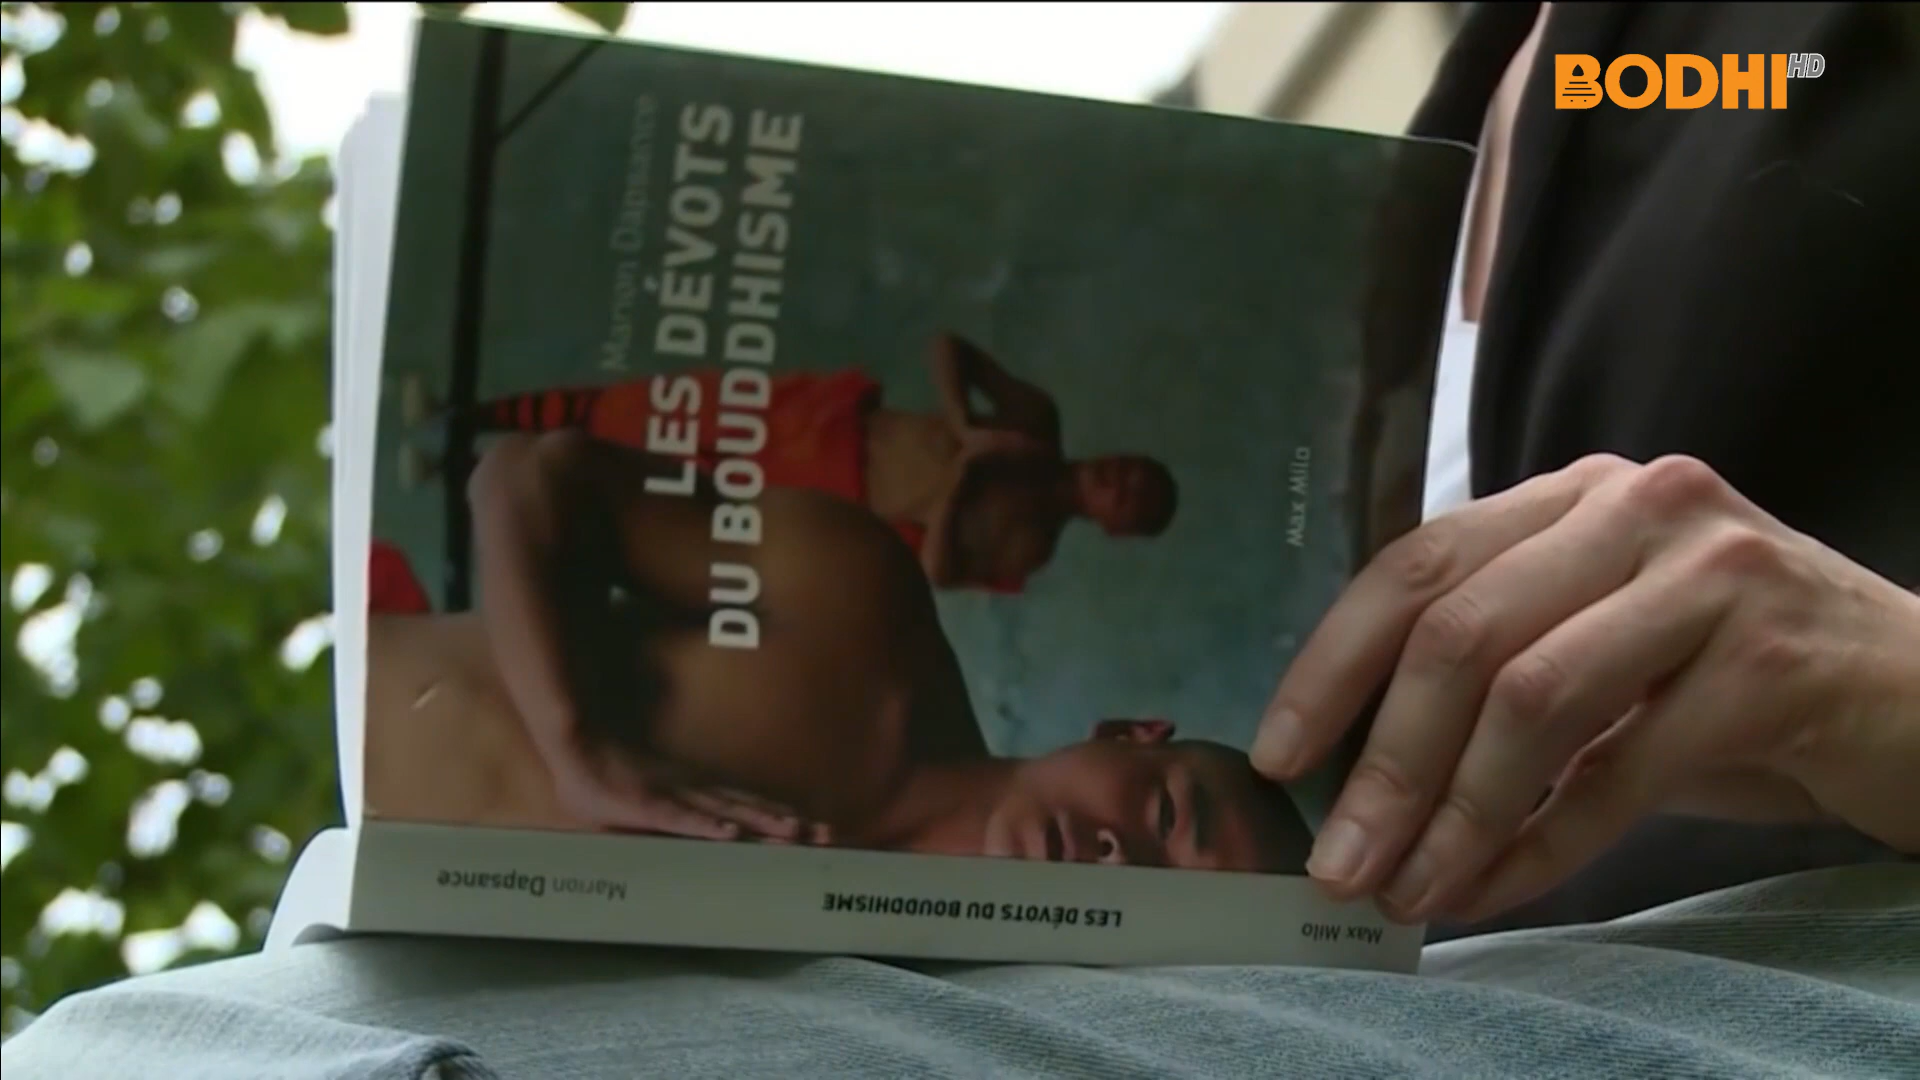 BODHI HD
Marion Dapsance
LES DÉVOTS
DU BOUDDHISME
Max Milo
Marion Dapsance
LES DÉVOTS DU BOUDDHISME
Max Milo